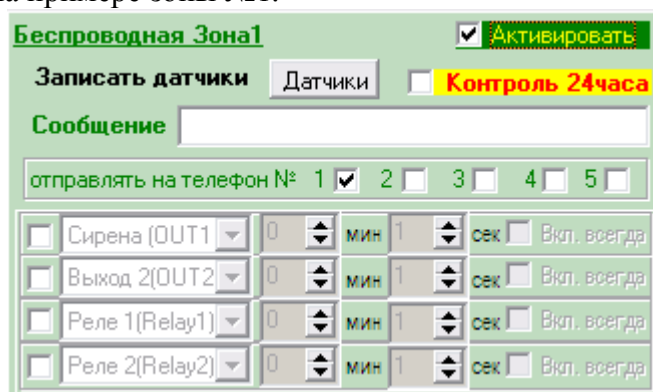 на примере зоны №1.
Беспроводная Зона1 Активировать
Записать датчики Датчики Контроль 24часа
Сообщение
отправлять на телефон № 1 2 3 4 5
Сирена (OUT1 0 мин 1 сек Вкл. всегда
Выход 2(OUT2 0 мин 1 сек Вкл. всегда
Реле 1(Relay1) 0 мин 1 сек Вкл. всегда
Реле 2(Relay2) 0 мин 1 сек Вкл. всегда